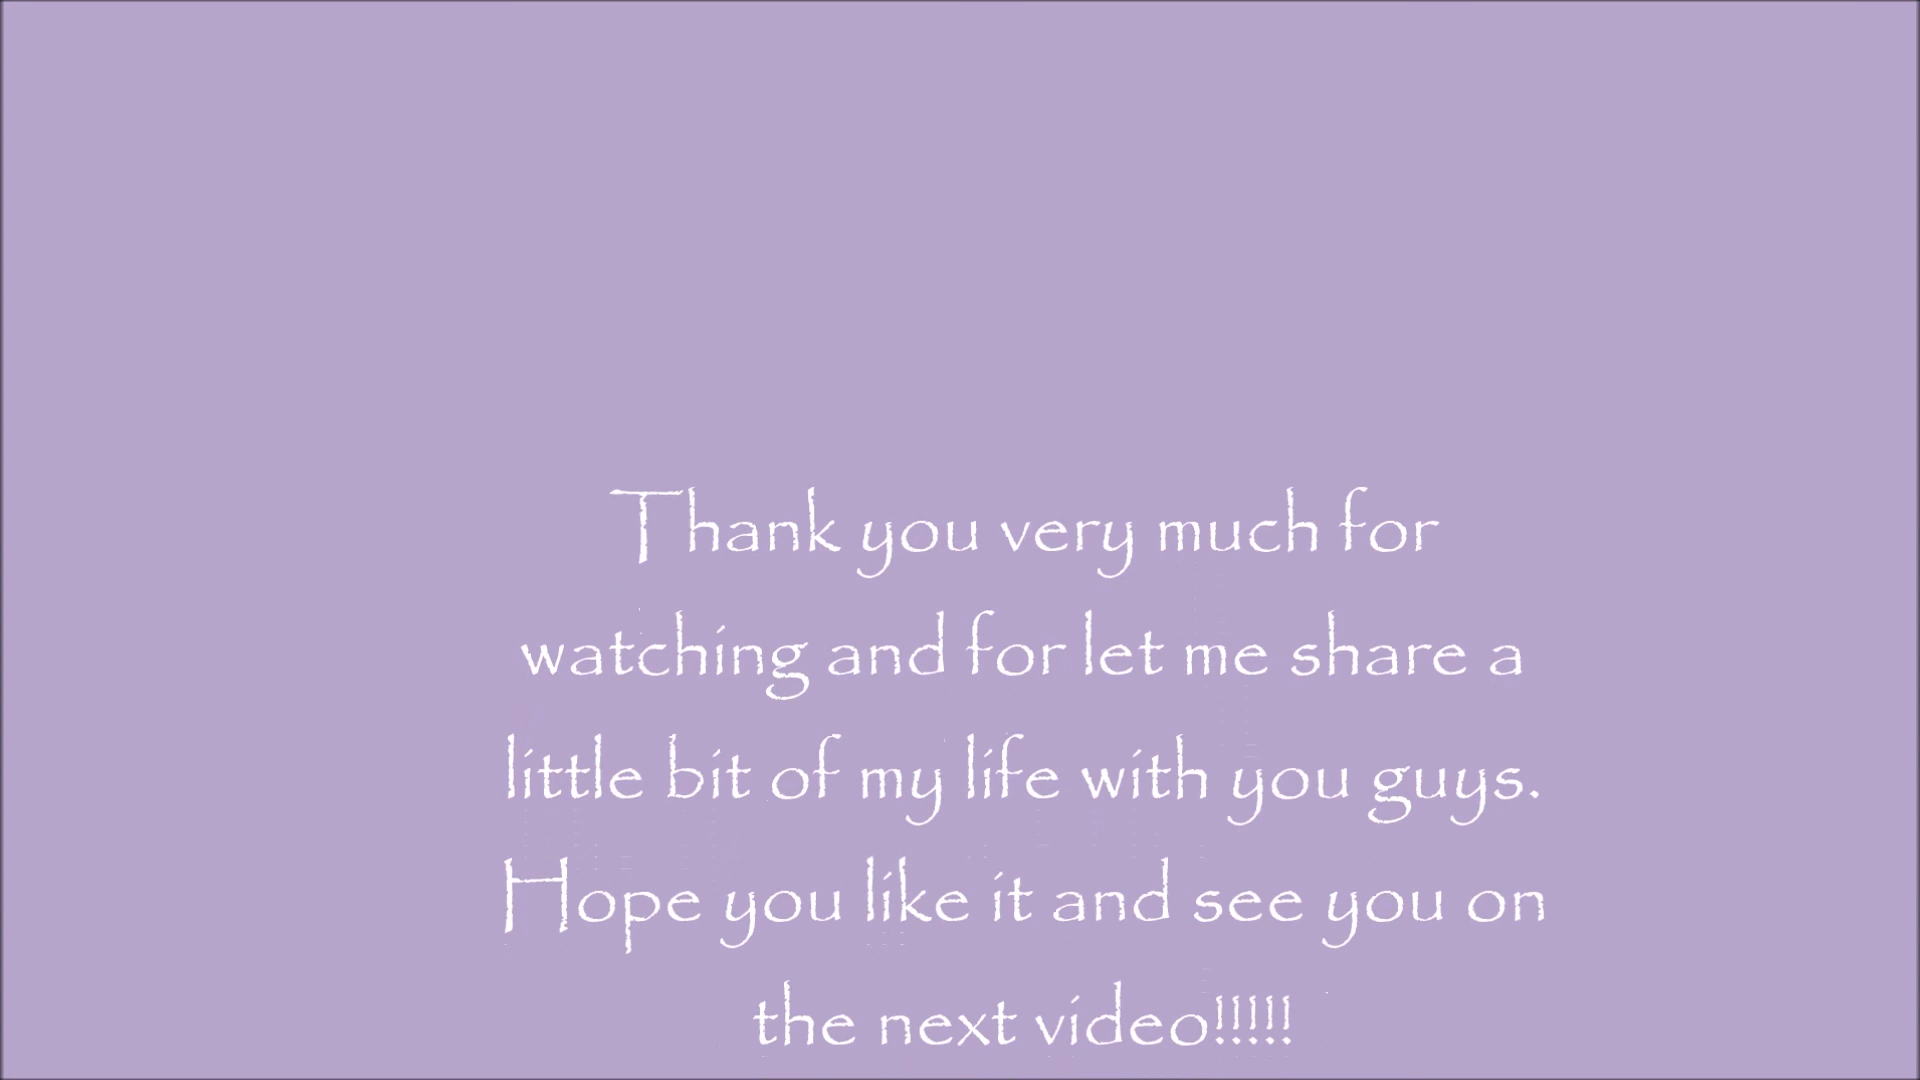 Thank you very much for
watching and for let me share a
little bit of my life with you guys.
Hope you like it and see you on
the next video!!!!!